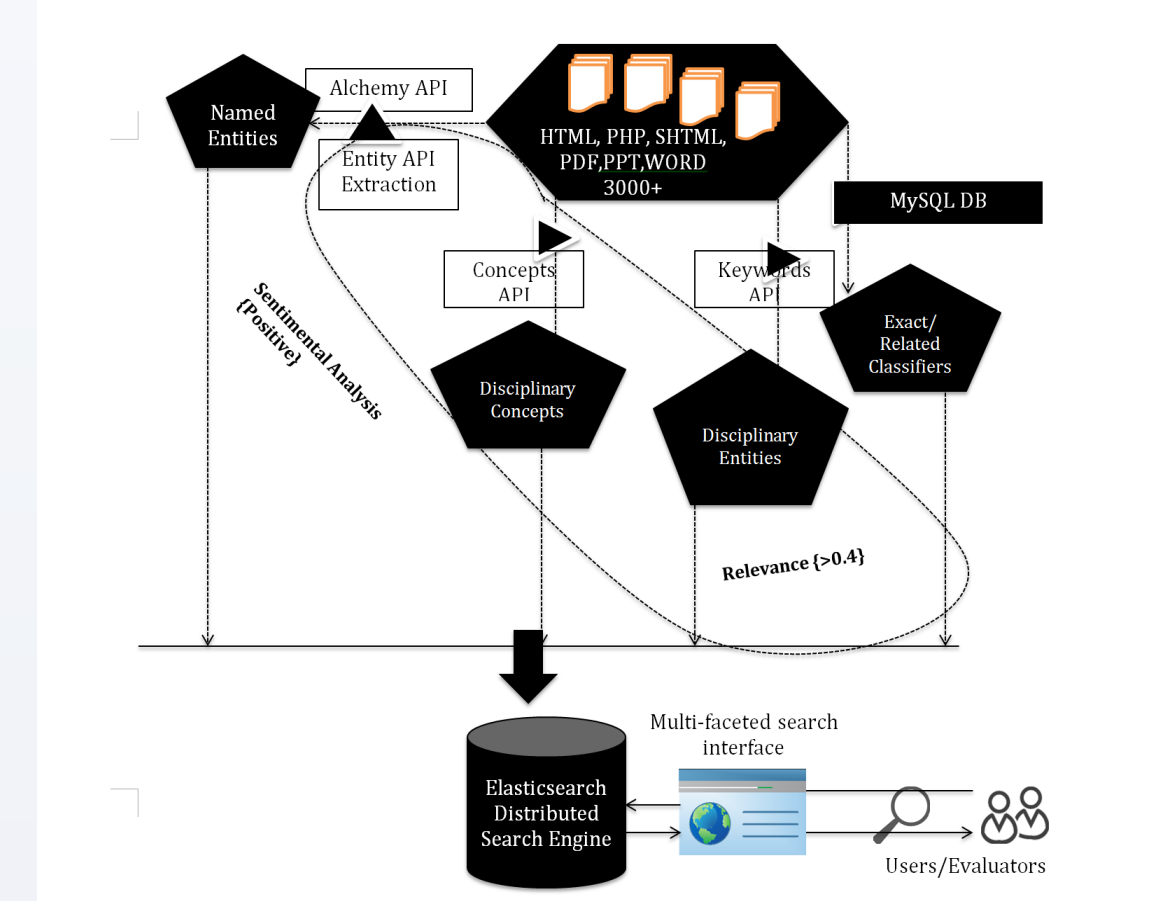 Alchemy API
Named
Entities
HTML, PHP, SHTML,
PDF,PPT,WORD
3000+
Entity API
Extraction
MySQL DB
Concepts
API
Keywords
API
Exact/
Related
Classifiers
Sentimental Analysis
{Positive}
Disciplinary
Concepts
Disciplinary
Entities
Relevance {>0.4}
Multi-faceted search
interface
Elasticsearch
Distributed
Search Engine
Users/Evaluators